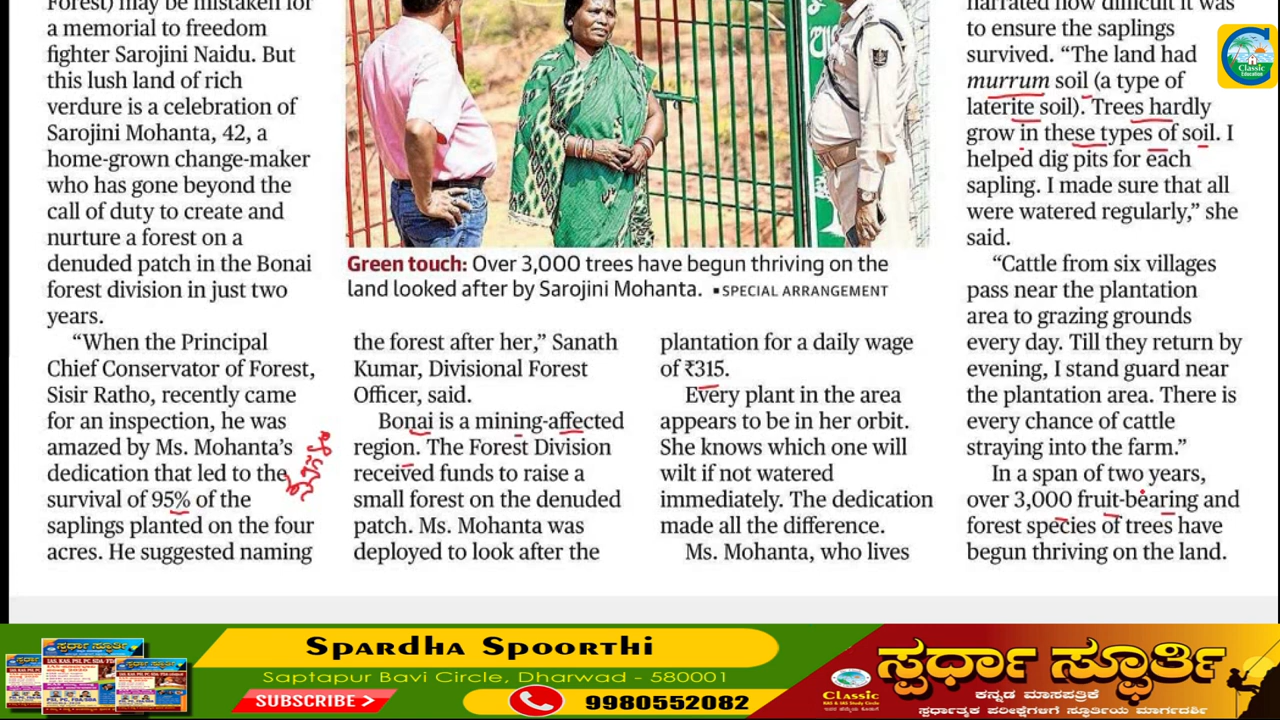 Forest) may be mistaken for
a memorial to freedom
fighter Sarojini Naidu. But
this lush land of rich
verdure is a celebration of
Sarojini Mohanta, 42, a
home-grown change-maker
who has gone beyond the
call of duty to create and
nurture a forest on a
denuded patch in the Bonai
forest division in just two
years.
“When the Principal
Chief Conservator of Forest,
Sisir Ratho, recently came
for an inspection, he was
amazed by Ms. Mohanta’s
dedication that led to the
survival of 95% of the
saplings planted on the four
acres. He suggested naming
Green touch: Over 3,000 trees have begun thriving on the
land looked after by Sarojini Mohanta. ▪SPECIAL ARRANGEMENT
the forest after her,” Sanath
Kumar, Divisional Forest
Officer, said.
Bonai is a mining-affected
region. The Forest Division
received funds to raise a
small forest on the denuded
patch. Ms. Mohanta was
deployed to look after the
plantation for a daily wage
of ₹315.
Every plant in the area
appears to be in her orbit.
She knows which one will
wilt if not watered
immediately. The dedication
made all the difference.
Ms. Mohanta, who lives
narrated how difficult it was
to ensure the saplings
survived. “The land had
murrum soil (a type of
laterite soil). Trees hardly
grow in these types of soil. I
helped dig pits for each
sapling. I made sure that all
were watered regularly,” she
said.
“Cattle from six villages
pass near the plantation
area to grazing grounds
every day. Till they return by
evening, I stand guard near
the plantation area. There is
every chance of cattle
straying into the farm.”
In a span of two years,
over 3,000 fruit-bearing and
forest species of trees have
begun thriving on the land.
Classic
Education
Spardha Spoorthi
Saptapur Bavi Circle, Dharwad - 580001
SUBSCRIBE >
9980552082
Classic
IAS & KAS Study Circle
ಸ್ಪರ್ಧಾ ಸ್ಫೂರ್ತಿ
ಕನ್ನಡ ಮಾಸಪತ್ರಿಕೆ
ಸ್ಪರ್ಧಾತ್ಮಕ ಪರೀಕ್ಷೆಗಳಿಗೆ ಸ್ಫೂರ್ತಿಯ ಮಾರ್ಗದರ್ಶಿ